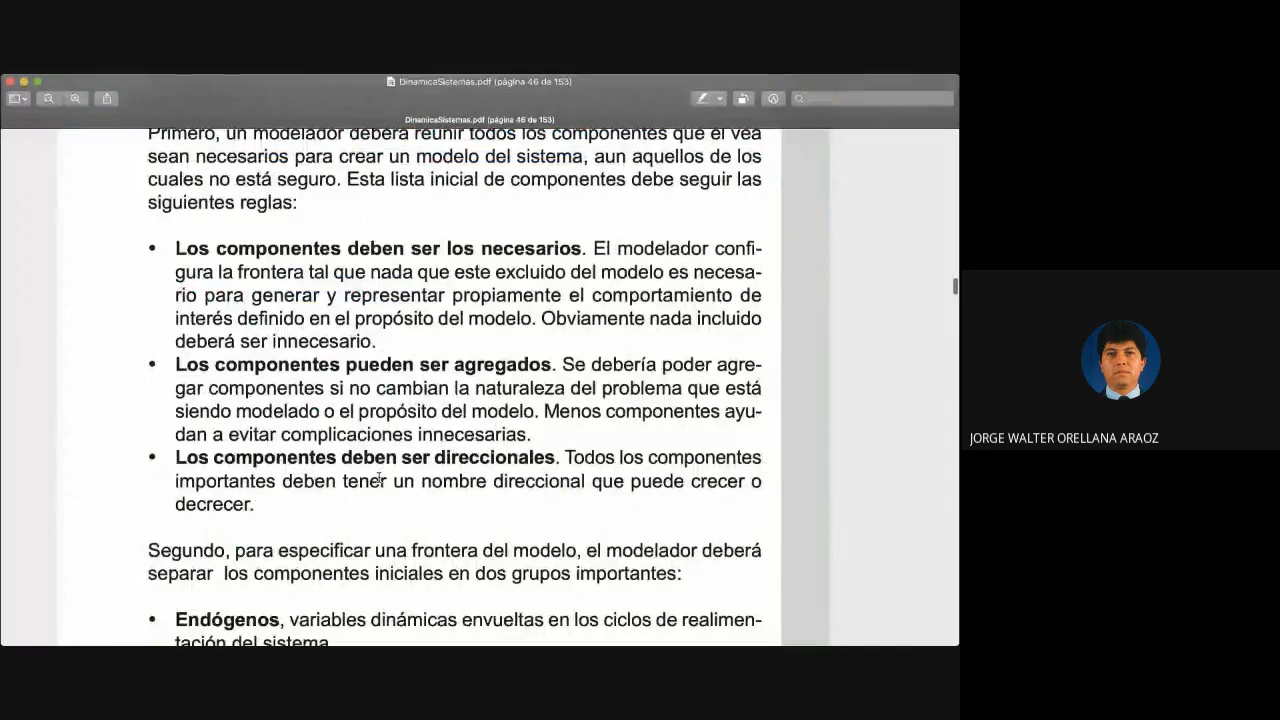 DinamicaSistemas.pdf (página 46 de 153)
DinamicaSistemas.pdf (página 46 de 153)
Primero, un modelador deberá reunir todos los componentes que él vea
sean necesarios para crear un modelo del sistema, aun aquellos de los
cuales no está seguro. Esta lista inicial de componentes debe seguir las
siguientes reglas:
• Los componentes deben ser los necesarios. El modelador confi-
gura la frontera tal que nada que este excluido del modelo es necesa-
rio para generar y representar propiamente el comportamiento de
interés definido en el propósito del modelo. Obviamente nada incluido
deberá ser innecesario.
• Los componentes pueden ser agregados. Se debería poder agre-
gar componentes si no cambian la naturaleza del problema que está
siendo modelado o el propósito del modelo. Menos componentes ayu-
dan a evitar complicaciones innecesarias.
• Los componentes deben ser direccionales. Todos los componentes
importantes deben tener un nombre direccional que puede crecer o
decrecer.
Segundo, para especificar una frontera del modelo, el modelador deberá
separar los componentes iniciales en dos grupos importantes:
• Endógenos, variables dinámicas envueltas en los ciclos de realimen-
tación del sistema
JORGE WALTER ORELLANA ARAOZ